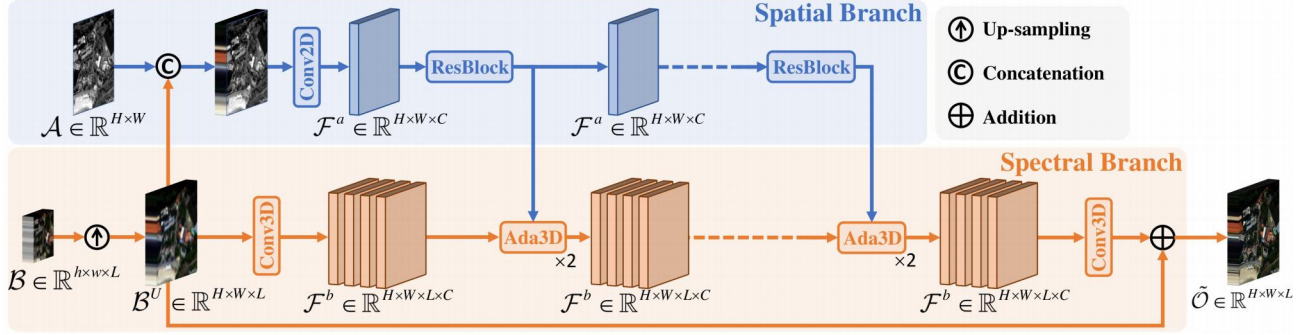 Spatial Branch
Conv2D
ResBlock
ResBlock
𝒜 ∈ ℝ^{H×W}
ℱ^a ∈ ℝ^{H×W×C}
ℱ^a ∈ ℝ^{H×W×C}
Up-sampling
C Concatenation
Addition
Spectral Branch
Conv3D
Ada3D
×2
Ada3D
×2
Conv3D
ℬ ∈ ℝ^{h×w×L}
ℬ^U ∈ ℝ^{H×W×L}
ℱ^b ∈ ℝ^{H×W×L×C}
ℱ^b ∈ ℝ^{H×W×L×C}
ℱ^b ∈ ℝ^{H×W×L×C}
Õ ∈ ℝ^{H×W×L}